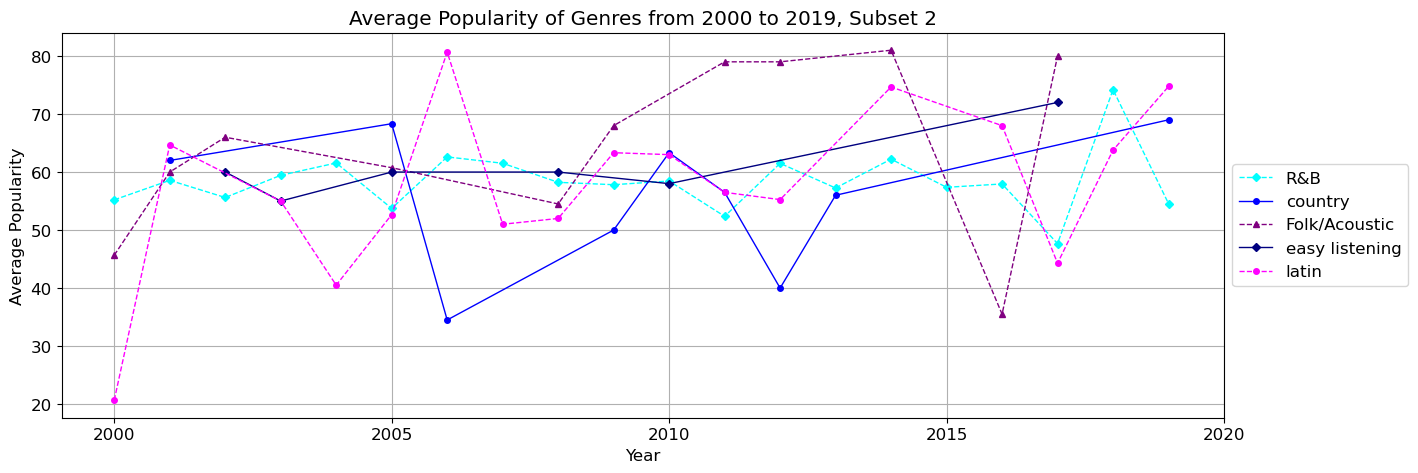 Average Popularity of Genres from 2000 to 2019, Subset 2
Average Popularity
80
70
60
50
40
30
20
2000 2005 2010 2015 2020
Year
R&B
country
Folk/Acoustic
easy listening
latin